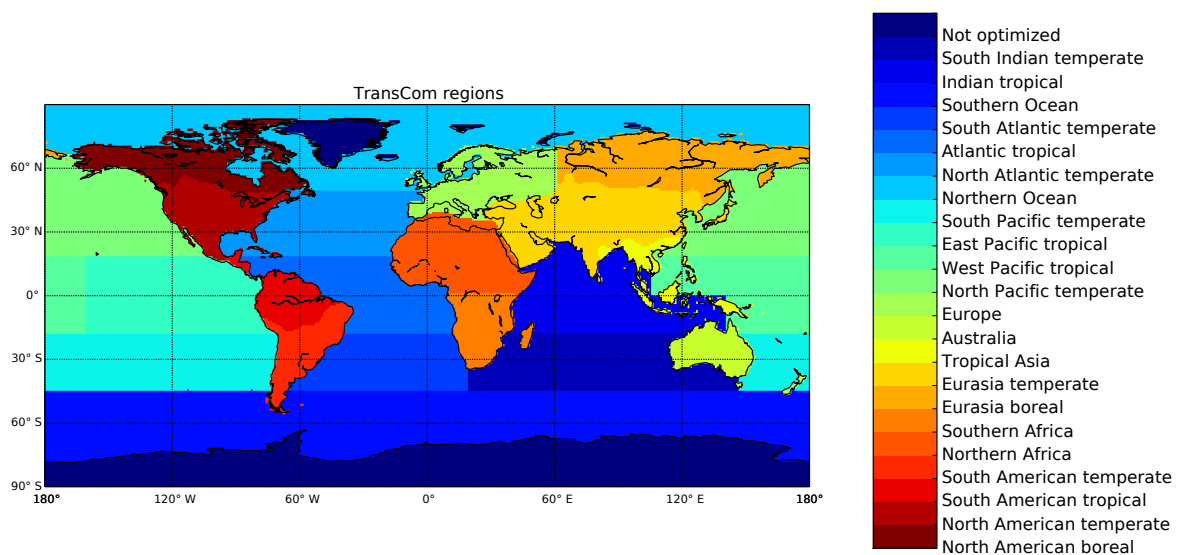 TransCom regions
60° N
30° N
0°
30° S
60° S
90° S
180° 120° W 60° W 0° 60° E 120° E 180°
Not optimized
South Indian temperate
Indian tropical
Southern Ocean
South Atlantic temperate
Atlantic tropical
North Atlantic temperate
Northern Ocean
South Pacific temperate
East Pacific tropical
West Pacific tropical
North Pacific temperate
Europe
Australia
Tropical Asia
Eurasia temperate
Eurasia boreal
Southern Africa
Northern Africa
South American temperate
South American tropical
North American temperate
North American boreal